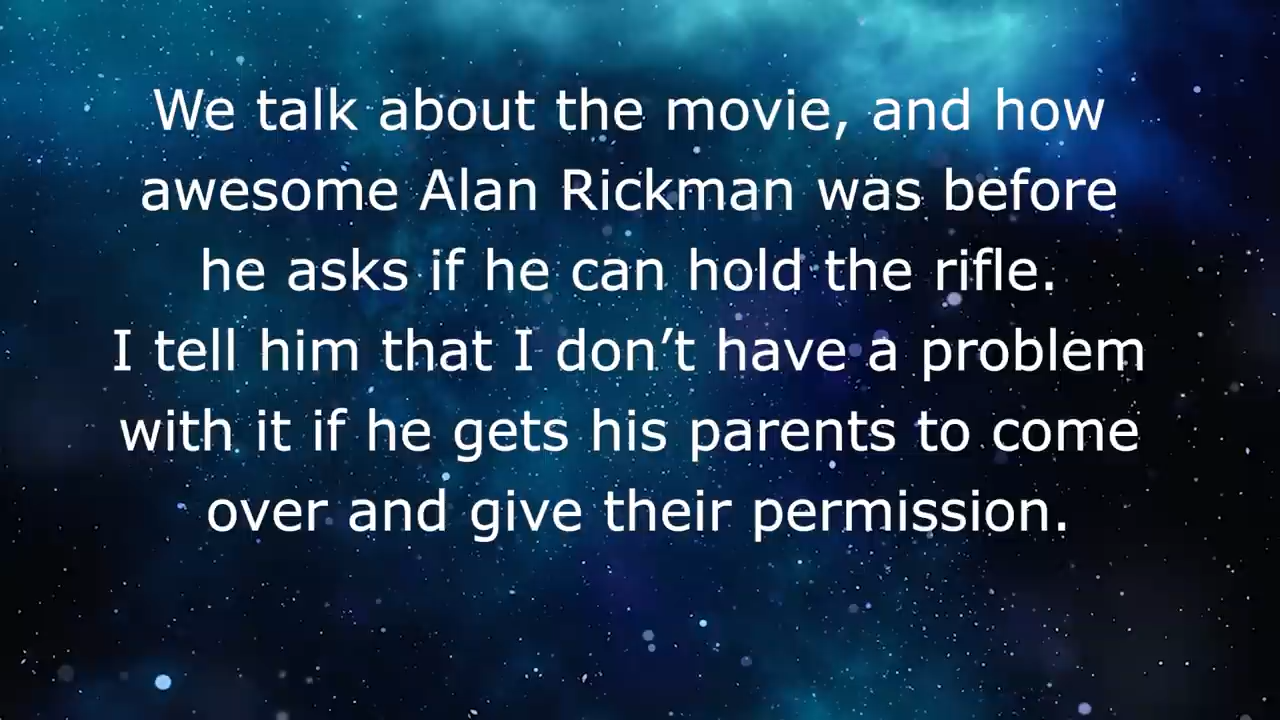 We talk about the movie, and how
awesome Alan Rickman was before
he asks if he can hold the rifle.
I tell him that I don’t have a problem
with it if he gets his parents to come
over and give their permission.